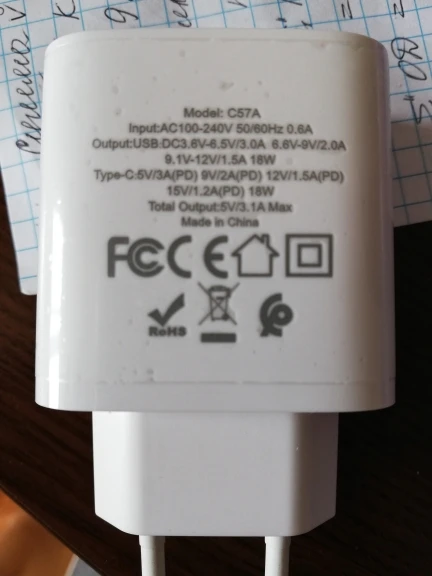 Model: C57A
Input:AC100-240V 50/60Hz 0.6A
Output:USB:DC3.6V-6.5V/3.0A 6.6V-9V/2.0A
9.1V-12V/1.5A 18W
Type-C:5V/3A(PD) 9V/2A(PD) 12V/1.5A(PD)
15V/1.2A(PD) 18W
Total Output:5V/3.1A Max
Made in China
FC CE
RoHS